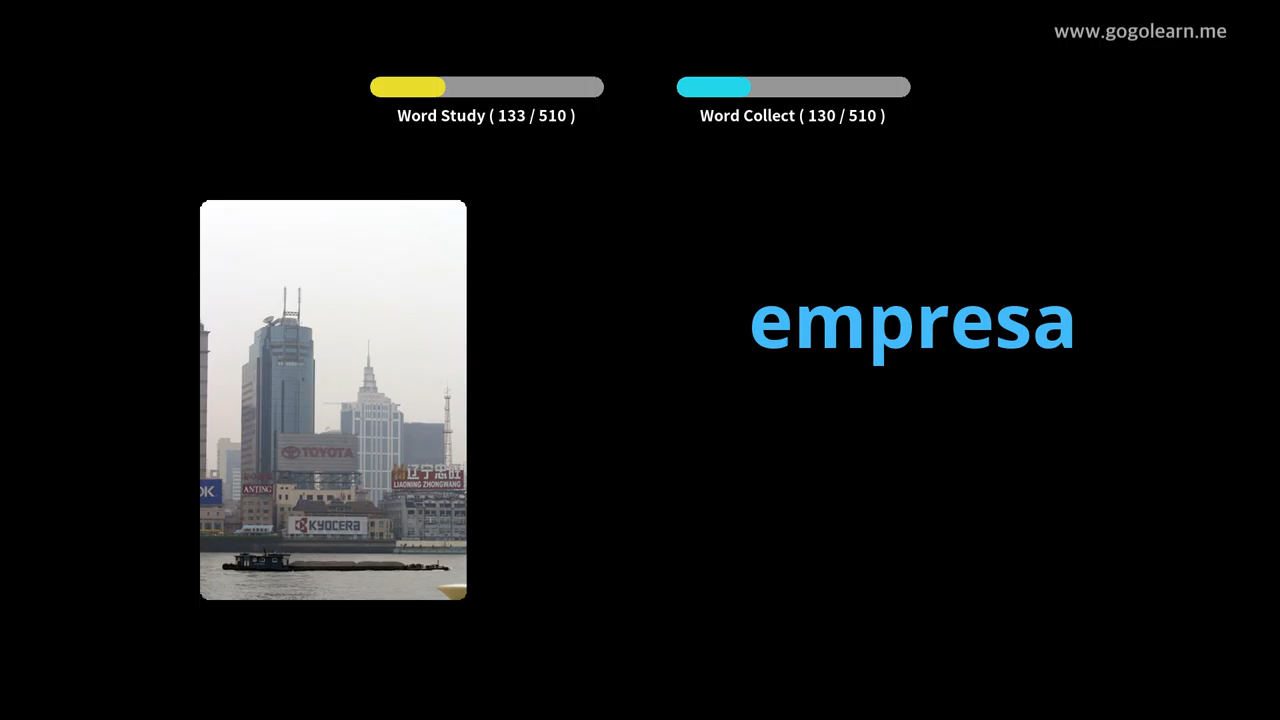 www.gogolearn.me
Word Study ( 133 / 510 )
Word Collect ( 130 / 510 )
empresa
TOYOTA
辽宁忠旺
LIAONING ZHONGWANG
OK
ANTING
KYOCERA